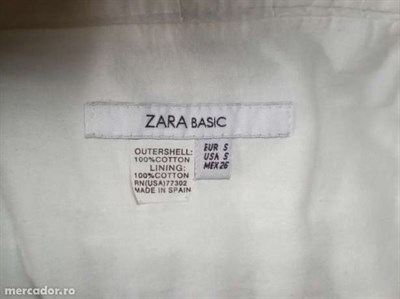 ZARA BASIC
OUTERSHELL:
100%COTTON
LINING:
100%COTTON
RN(USA)77302
MADE IN SPAIN
EUR S
USA S
MEX 26
mercador.ro